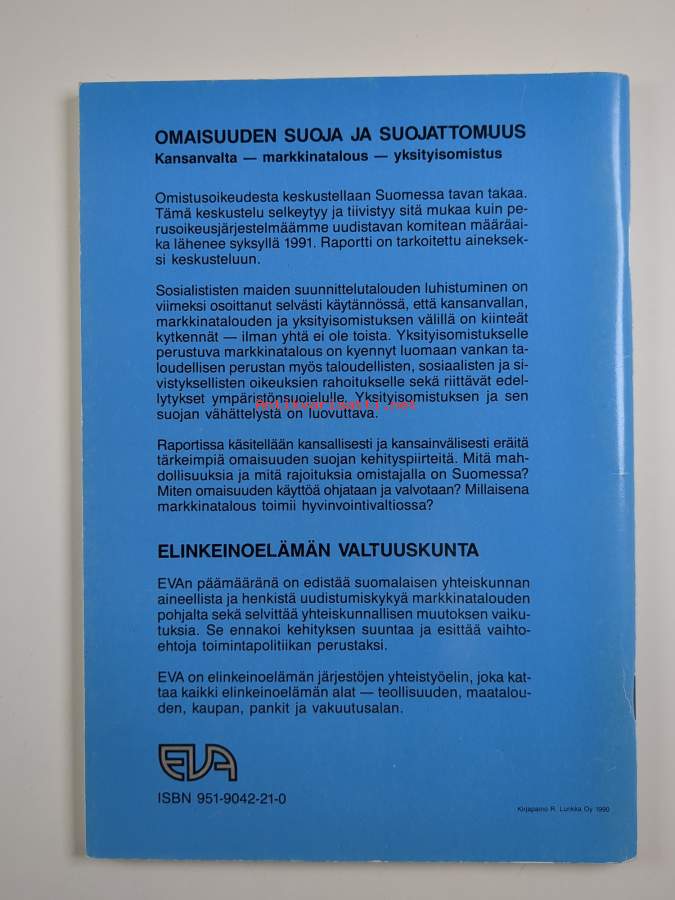 OMAISUUDEN SUOJA JA SUOJATTOMUUS
Kansanvalta — markkinatalous — yksityisomistus
Omistusoikeudesta keskustellaan Suomessa tavan takaa.
Tämä keskustelu selkeytyy ja tiivistyy sitä mukaa kuin pe-
rusoikeusjärjestelmäämme uudistavan komitean määräai-
ka lähenee syksyllä 1991. Raportti on tarkoitettu ainekse-
ksi keskusteluun.
Sosialististen maiden suunnittelutalouden luhistuminen on
viimeksi osoittanut selvästi käytännössä, että kansanvallan,
markkinatalouden ja yksityisomistuksen välillä on kiinteät
kytkennät — ilman yhtä ei ole toista. Yksityisomistukselle
perustuva markkinatalous on kyennyt luomaan vankan ta-
loudellisen perustan myös taloudellisten, sosiaalisten ja si-
vistyksellisten oikeuksien rahoitukselle sekä riittävät edel-
lytykset ympäristönsuojelulle. Yksityisomistuksen ja sen
Antikvariaatti.net
suojan vähättelystä on luovuttava.
Raportissa käsitellään kansallisesti ja kansainvälisesti eräitä
tärkeimpiä omaisuuden suojan kehityspiirteitä. Mitä mah-
dollisuuksia ja mitä rajoituksia omistajalla on Suomessa?
Miten omaisuuden käyttöä ohjataan ja valvotaan? Millaisena
markkinatalous toimii hyvinvointivaltiossa?
ELINKEINOELÄMÄN VALTUUSKUNTA
EVAn päämääränä on edistää suomalaisen yhteiskunnan
aineellista ja henkistä uudistumiskykyä markkinatalouden
pohjalta sekä selvittää yhteiskunnallisen muutoksen vaiku-
tuksia. Se ennakoi kehityksen suuntaa ja esittää vaihto-
ehtoja toimintapolitiikan perustaksi.
EVA on elinkeinoelämän järjestöjen yhteistyöelin, joka kat-
taa kaikki elinkeinoelämän alat — teollisuuden, maatalou-
den, kaupan, pankit ja vakuutusalan.
EVA
ISBN 951-9042-21-0
Kirjapaino R. Lunkka Oy 1990